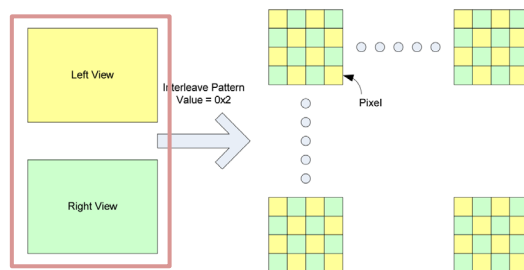 Left View
Interleave Pattern
Value = 0x2
Pixel
Right View